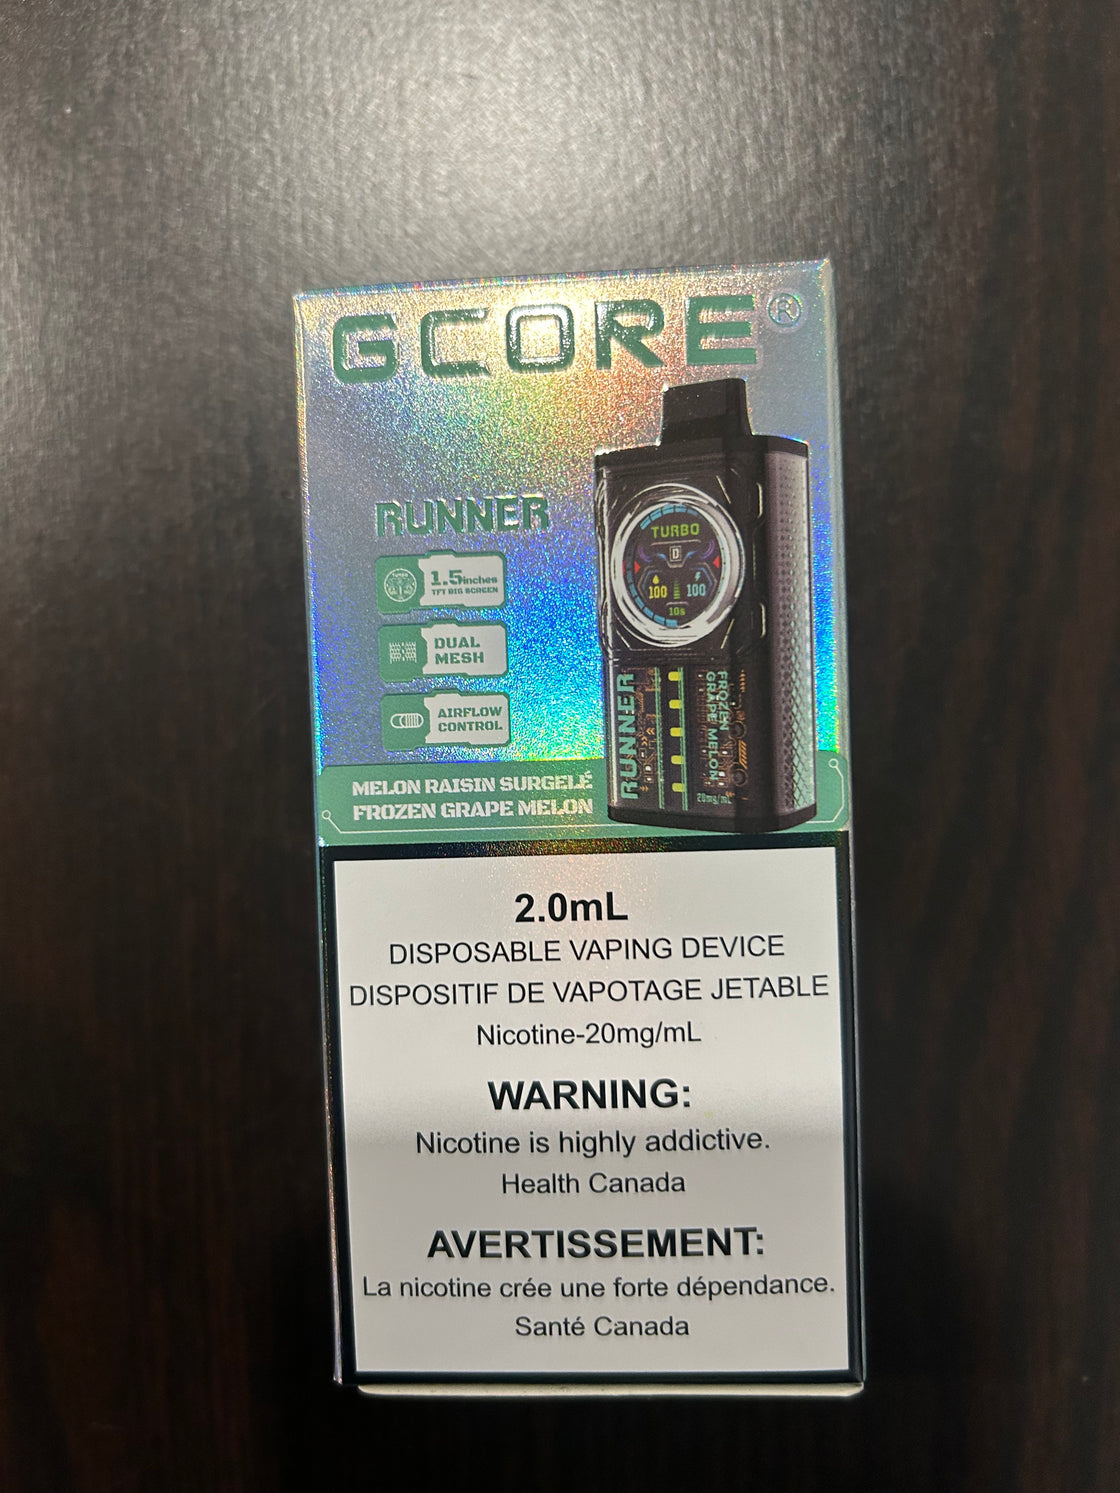 GCORE®
RUNNER
1.5inches
TFT BIG SCREEN
DUAL
MESH
AIRFLOW
CONTROL
TURBO
D
100
100
10s
RUNNER
FROZEN
GRAPE MELON
20mg/mL
MELON RAISIN SURGELÉ
FROZEN GRAPE MELON
2.0mL
DISPOSABLE VAPING DEVICE
DISPOSITIF DE VAPOTAGE JETABLE
Nicotine-20mg/mL
WARNING:
Nicotine is highly addictive.
Health Canada
AVERTISSEMENT:
La nicotine crée une forte dépendance.
Santé Canada